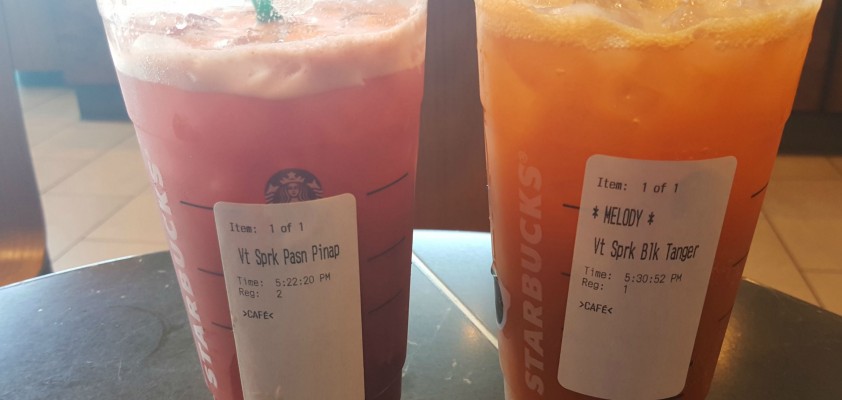 STARBUCKS
Item: 1 of 1
Vt Sprk Pasn Pinap
Time: 5:22:20 PM
Reg: 2
>CAFE<
STARBUCKS®
Item: 1 of 1
* MELODY *
Vt Sprk Blk Tanger
Time: 5:30:52 PM
Reg: 1
>CAFE<